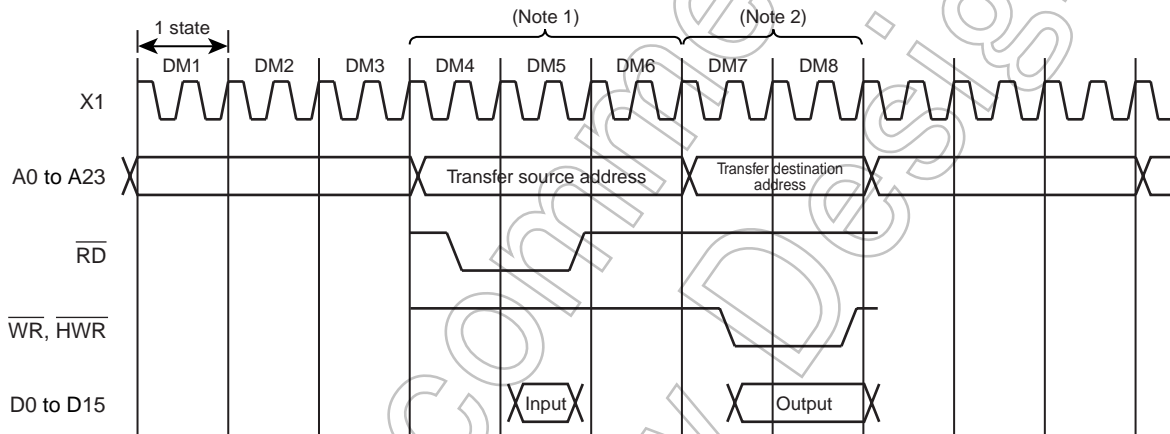 (Note 1) (Note 2)
1 state
DM1 DM2 DM3 DM4 DM5 DM6 DM7 DM8
X1
A0 to A23 Transfer source address Transfer destination
address
RD
WR, HWR
D0 to D15 Input Output